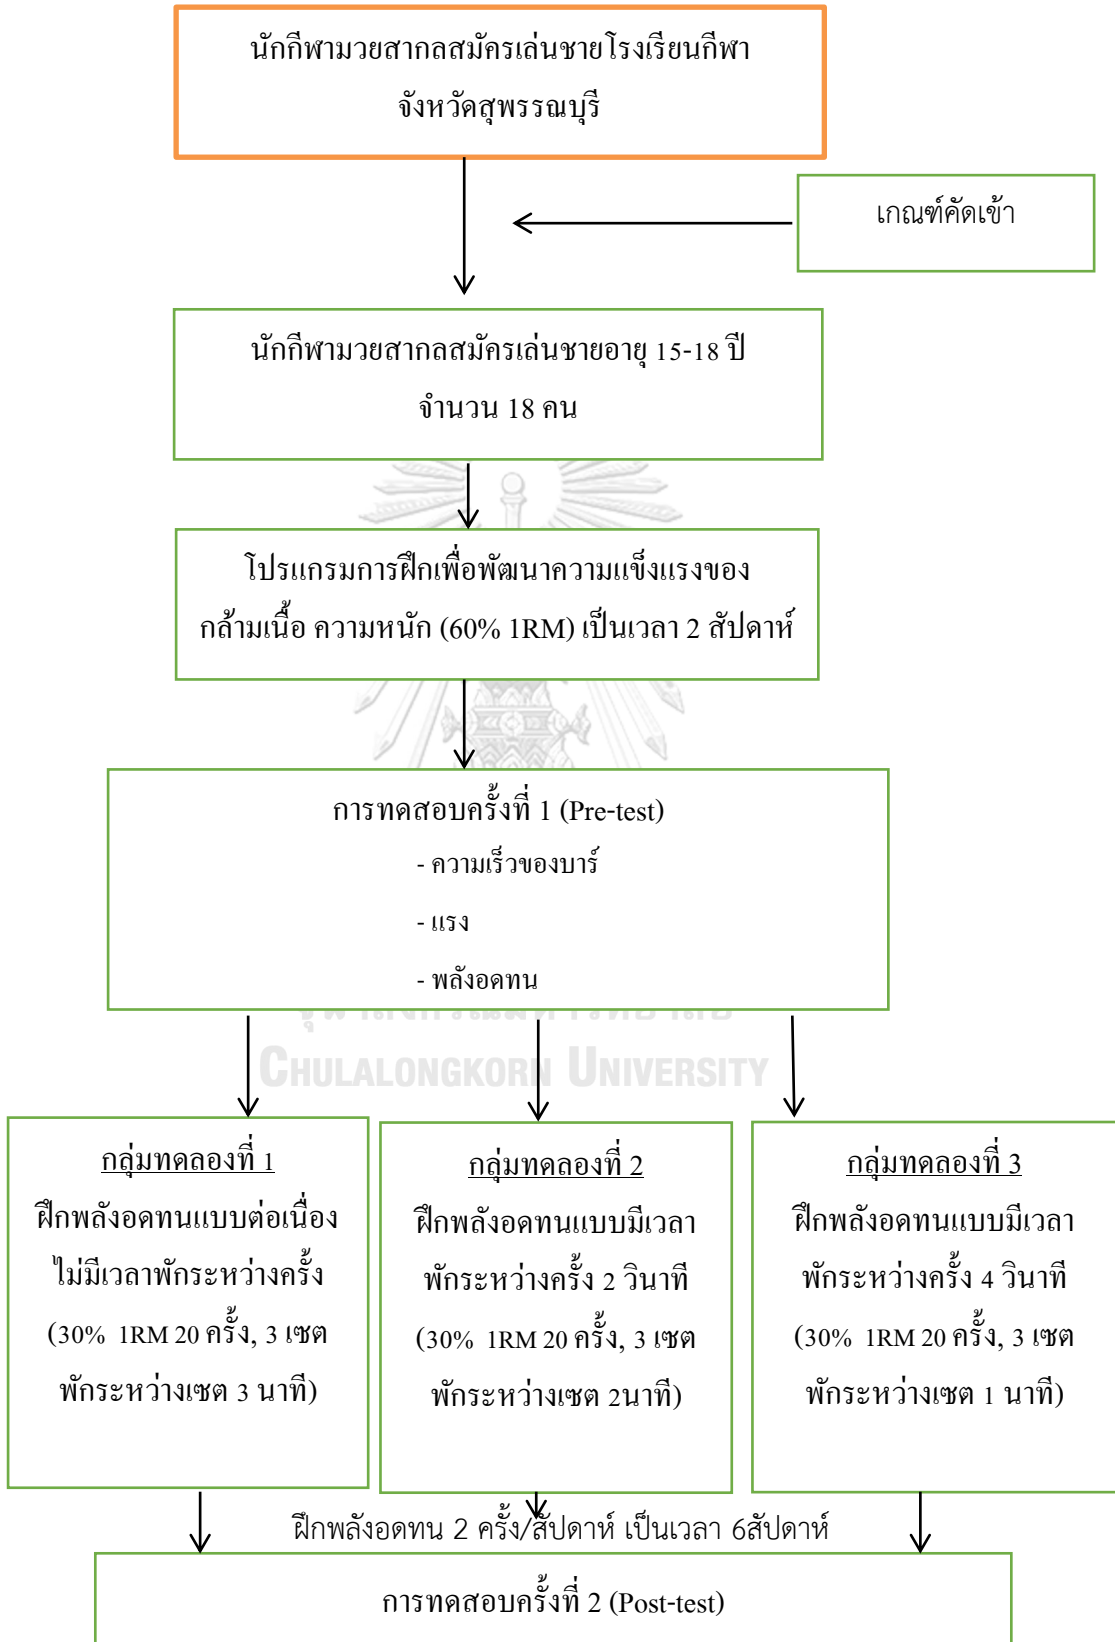 นักกีฬามวยสากลสมัครเล่นชายโรงเรียนกีฬา
จังหวัดสุพรรณบุรี
เกณฑ์คัดเข้า
นักกีฬามวยสากลสมัครเล่นชายอายุ 15-18 ปี
จำนวน 18 คน
โปรแกรมการฝึกเพื่อพัฒนาความแข็งแรงของ
กล้ามเนื้อ ความหนัก (60% 1RM) เป็นเวลา 2 สัปดาห์
การทดสอบครั้งที่ 1 (Pre-test)
- ความเร็วของบาร์
- แรง
- พลังอดทน
จุฬาลงกรณ์มหาวิทยาลัย
CHULALONGKORN UNIVERSITY
กลุ่มทดลองที่ 1
ฝึกพลังอดทนแบบต่อเนื่อง
ไม่มีเวลาพักระหว่างครั้ง
(30% 1RM 20 ครั้ง, 3 เซต
พักระหว่างเซต 3 นาที)
กลุ่มทดลองที่ 2
ฝึกพลังอดทนแบบมีเวลา
พักระหว่างครั้ง 2 วินาที
(30% 1RM 20 ครั้ง, 3 เซต
พักระหว่างเซต 2นาที)
กลุ่มทดลองที่ 3
ฝึกพลังอดทนแบบมีเวลา
พักระหว่างครั้ง 4 วินาที
(30% 1RM 20 ครั้ง, 3 เซต
พักระหว่างเซต 1 นาที)
ฝึกพลังอดทน 2 ครั้ง/สัปดาห์ เป็นเวลา 6สัปดาห์
การทดสอบครั้งที่ 2 (Post-test)